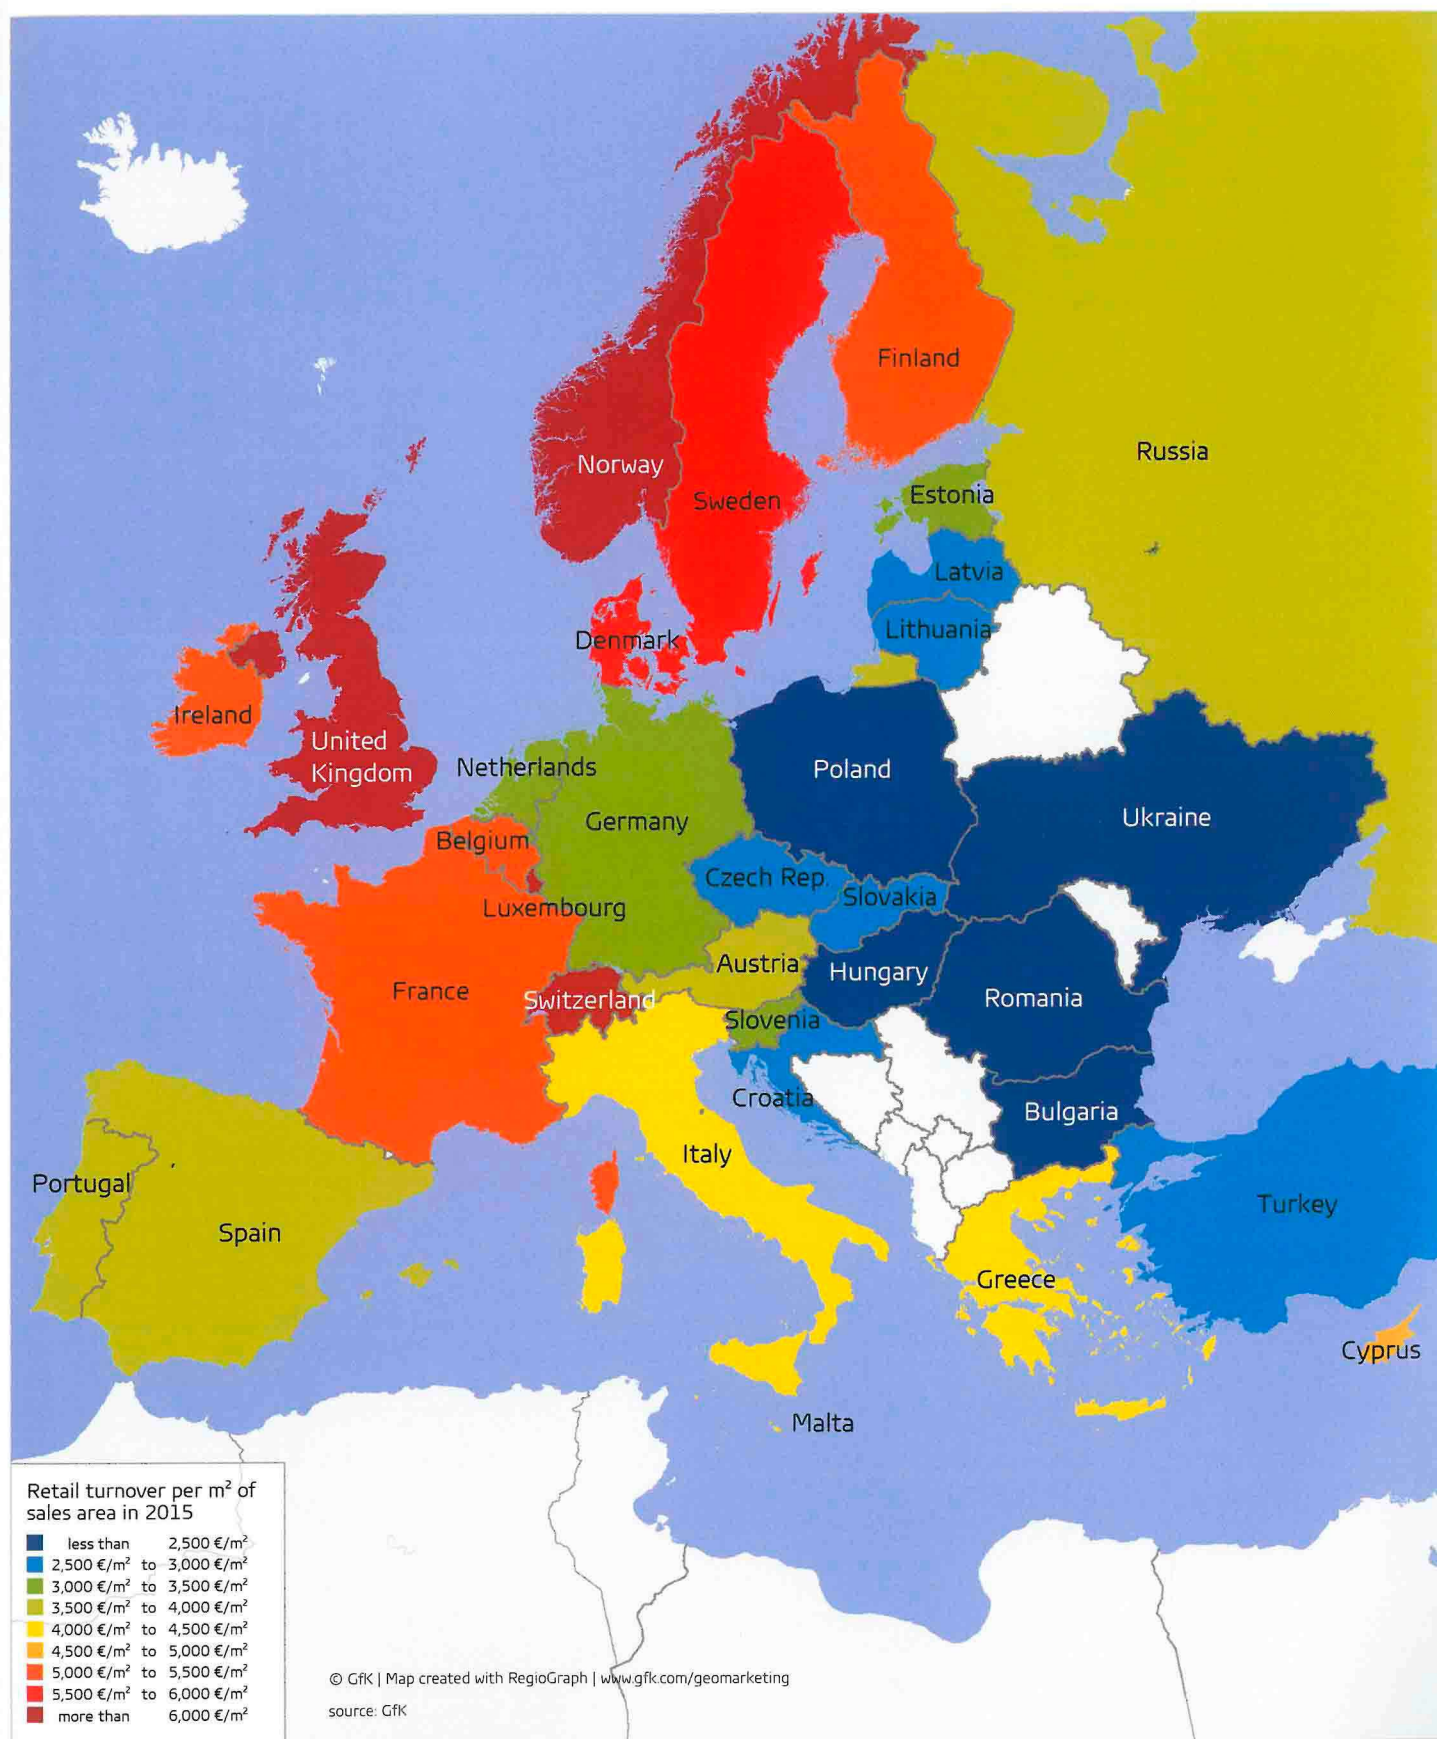 Finland
Russia
Norway
Sweden
Estonia
Latvia
Lithuania
Denmark
Ireland
United
Kingdom
Netherlands
Poland
Germany
Ukraine
Belgium
Czech Rep.
Slovakia
Luxembourg
Austria
Hungary
France
Switzerland
Romania
Slovenia
Croatia
Bulgaria
Italy
Portugal
Spain
Turkey
Greece
Cyprus
Malta
Retail turnover per m² of
sales area in 2015
less than 2,500 €/m²
2,500 €/m² to 3,000 €/m²
3,000 €/m² to 3,500 €/m²
3,500 €/m² to 4,000 €/m²
4,000 €/m² to 4,500 €/m²
4,500 €/m² to 5,000 €/m²
5,000 €/m² to 5,500 €/m²
5,500 €/m² to 6,000 €/m²
more than 6,000 €/m²
© GfK | Map created with RegioGraph | www.gfk.com/geomarketing
source: GfK